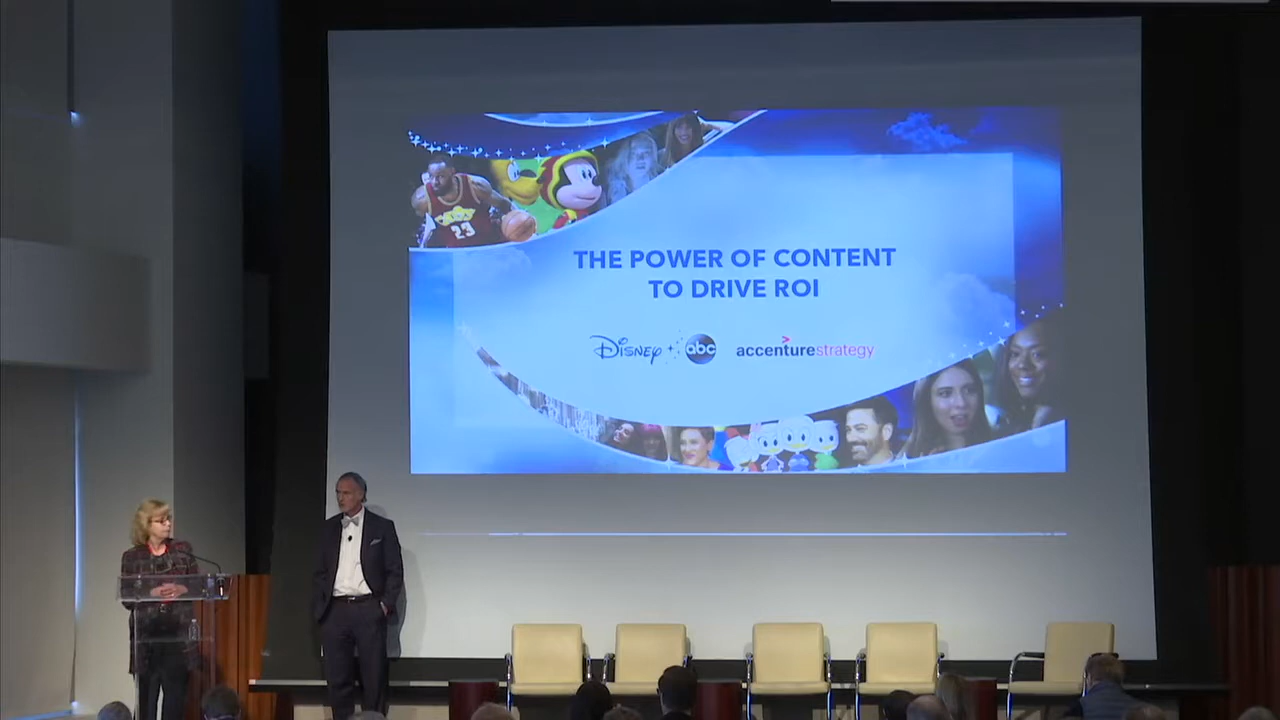 THE POWER OF CONTENT
TO DRIVE ROI
DISNEY + abc accenturestrategy
23